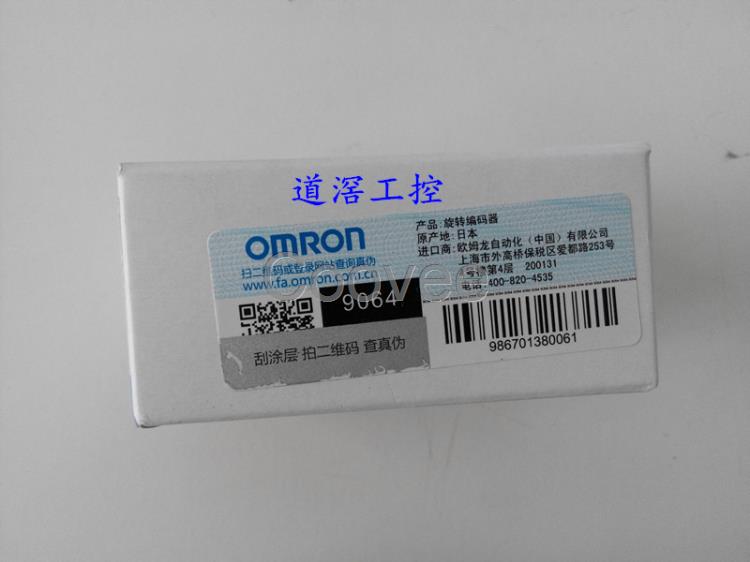 道滘工控
OMRON
扫二维码或登录网站查询真伪
www.fa.omron.com.cn
产品: 旋转编码器
原产地: 日本
进口商: 欧姆龙自动化（中国）有限公司
上海市外高桥保税区爱都路253号
第4层 200131
电话 400-820-4535
Gooveg
9064
刮涂层 拍二维码 查真伪
986701380061